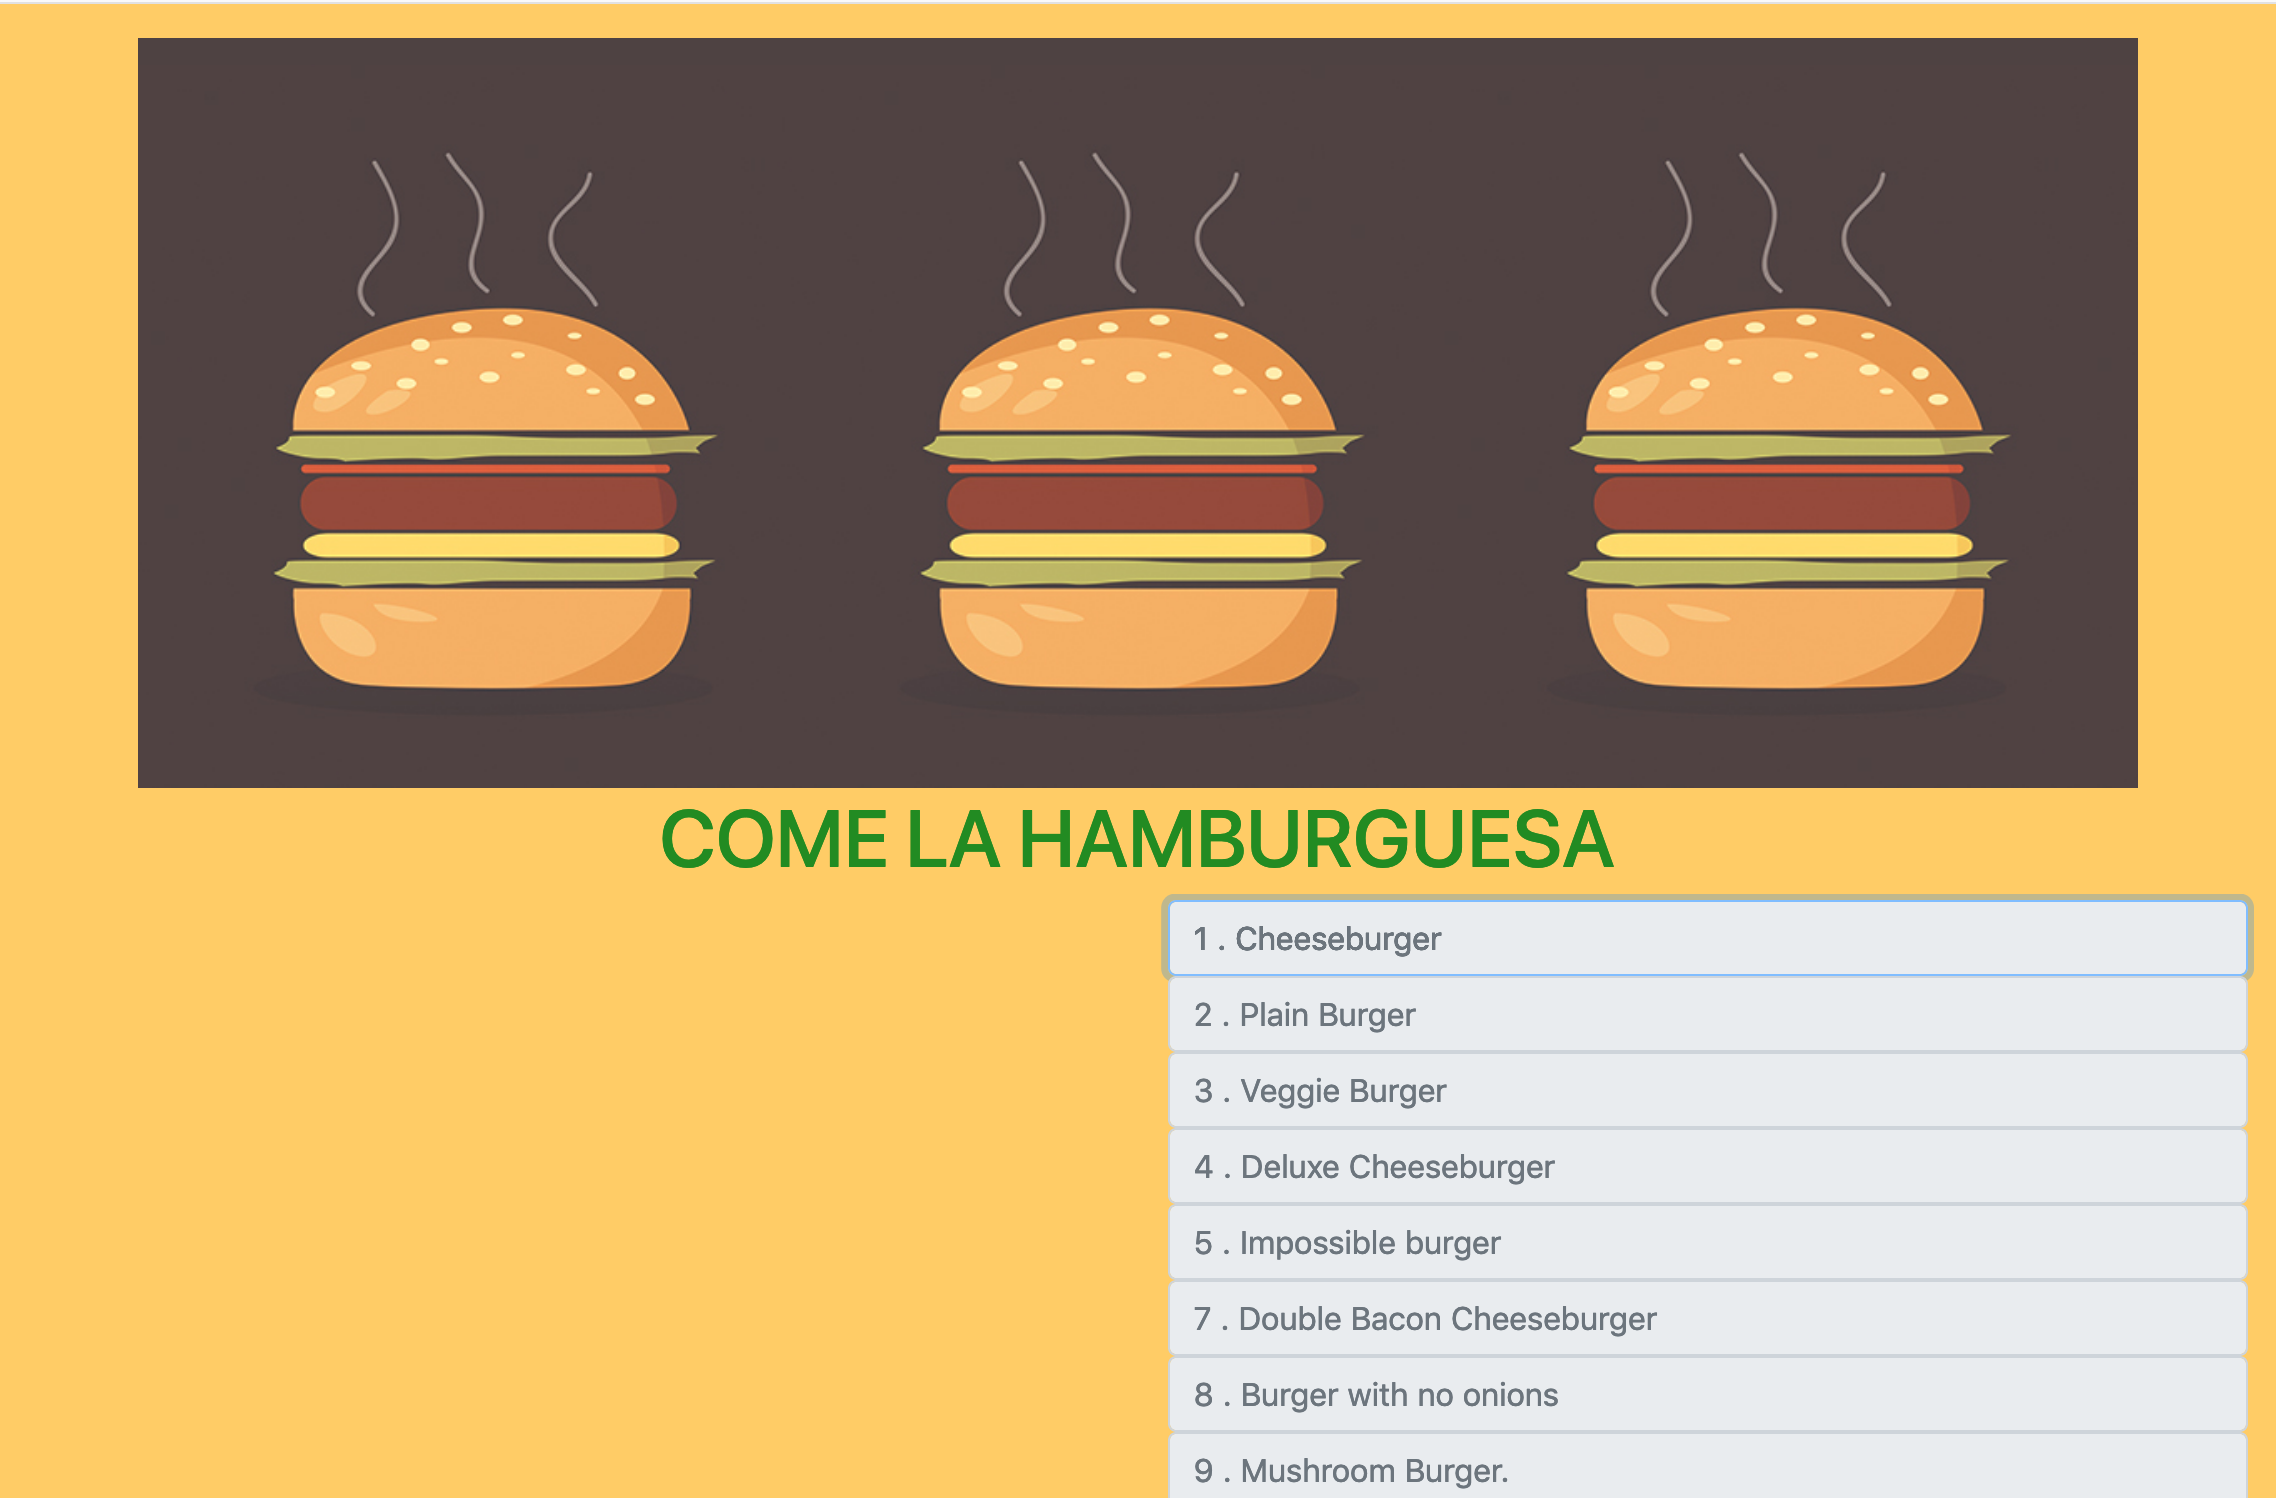 COME LA HAMBURGUESA
1 . Cheeseburger
2 . Plain Burger
3 . Veggie Burger
4 . Deluxe Cheeseburger
5 . Impossible burger
7 . Double Bacon Cheeseburger
8 . Burger with no onions
9 . Mushroom Burger.